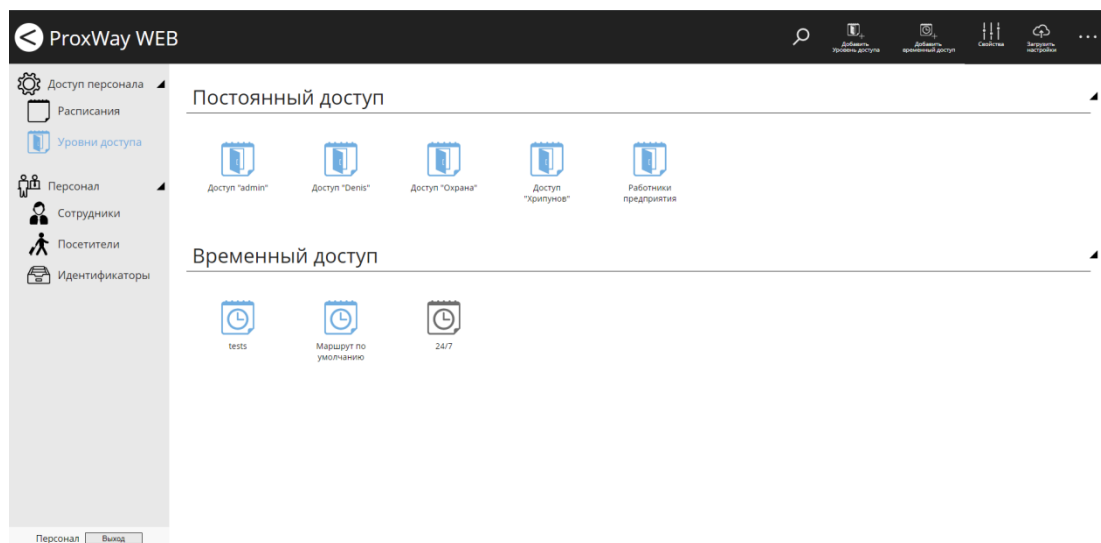 ProxWay WEB
Добавить
Уровень доступа
Добавить
временный доступ
Свойства
Загрузить
настройки
Доступ персонала
Расписания
Уровни доступа
Персонал
Сотрудники
Посетители
Идентификаторы
Постоянный доступ
Доступ "admin"
Доступ "Denis"
Доступ "Охрана"
Доступ
"Хрипунов"
Работники
предприятия
Временный доступ
tests
Маршрут по
умолчанию
24/7
Персонал
Выход